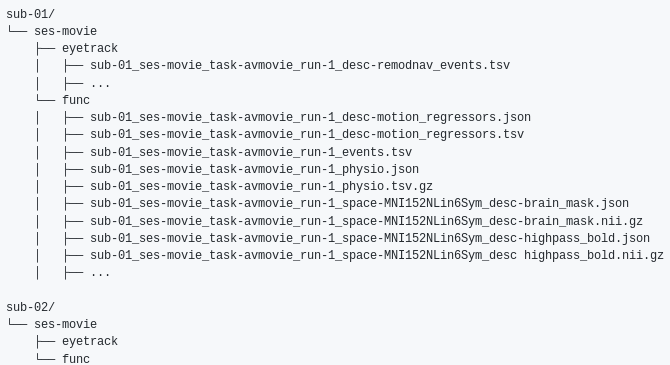 sub-01/
└── ses-movie
    ├── eyetrack
    │   ├── sub-01_ses-movie_task-avmovie_run-1_desc-remodnav_events.tsv
    │   ├── ...
    └── func
    │   ├── sub-01_ses-movie_task-avmovie_run-1_desc-motion_regressors.json
    │   ├── sub-01_ses-movie_task-avmovie_run-1_desc-motion_regressors.tsv
    │   ├── sub-01_ses-movie_task-avmovie_run-1_events.tsv
    │   ├── sub-01_ses-movie_task-avmovie_run-1_physio.json
    │   ├── sub-01_ses-movie_task-avmovie_run-1_physio.tsv.gz
    │   ├── sub-01_ses-movie_task-avmovie_run-1_space-MNI152NLin6Sym_desc-brain_mask.json
    │   ├── sub-01_ses-movie_task-avmovie_run-1_space-MNI152NLin6Sym_desc-brain_mask.nii.gz
    │   ├── sub-01_ses-movie_task-avmovie_run-1_space-MNI152NLin6Sym_desc-highpass_bold.json
    │   ├── sub-01_ses-movie_task-avmovie_run-1_space-MNI152NLin6Sym_desc highpass_bold.nii.gz
    │   ├── ...

sub-02/
└── ses-movie
    ├── eyetrack
    └── func